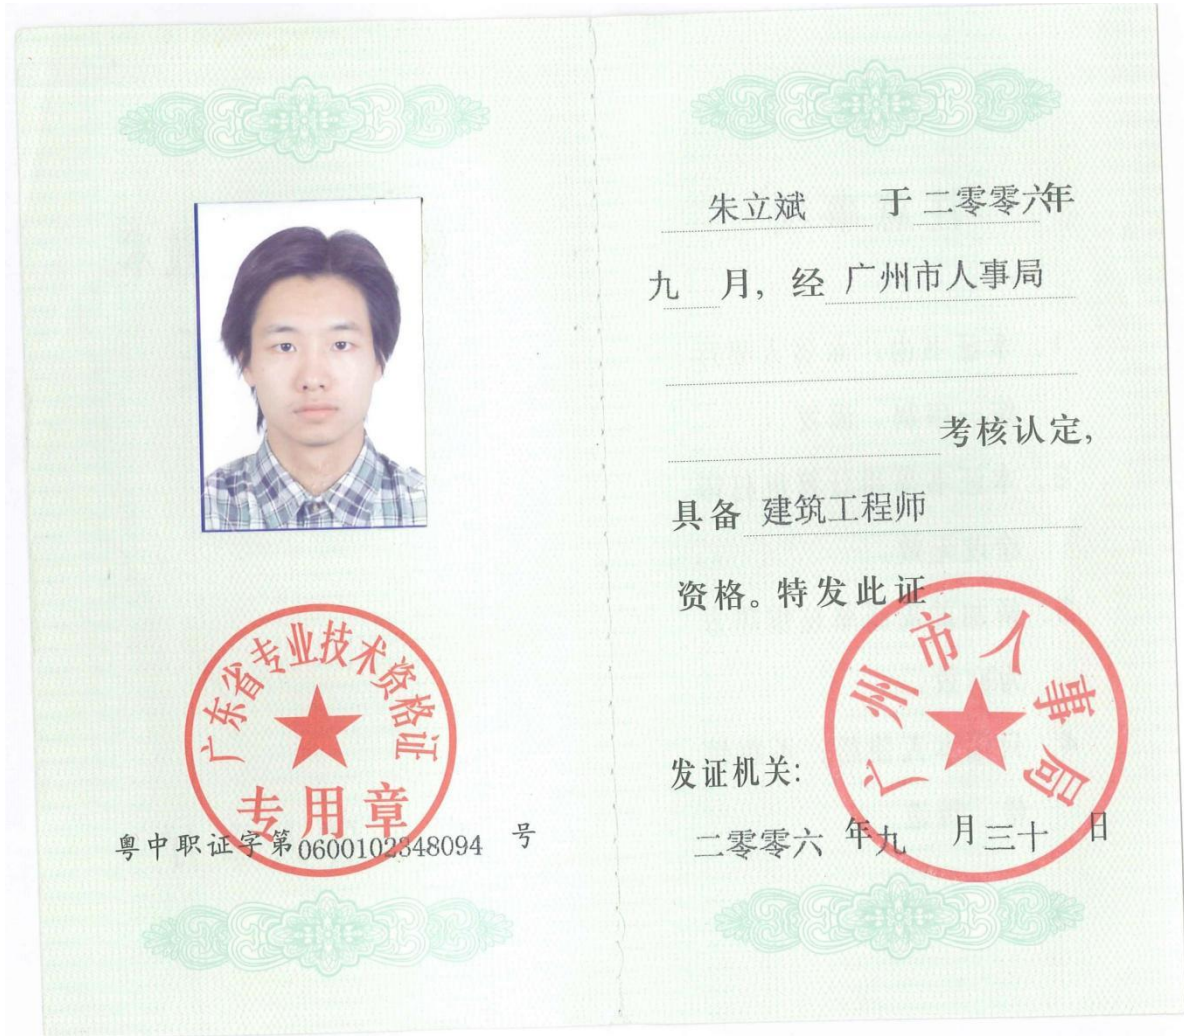 广东省专业技术资格证
专用章
粤中职证字第0600102348094 号
朱立斌 于 二零零六年
九 月, 经 广州市人事局
考核认定,
具备 建筑工程师
资格。特发此证
广州市人事局
发证机关:
二零零六 年九 月三十 日